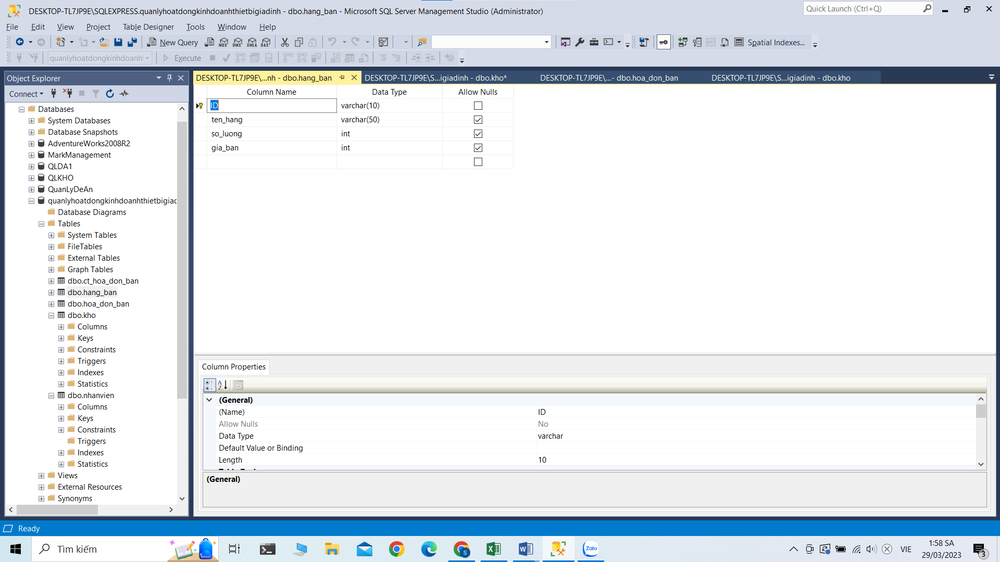 DESKTOP-TL7JP9E\SQLEXPRESS.quanlyhoatdongkinhdoanhthietbigiadinh - dbo.hang_ban - Microsoft SQL Server Management Studio (Administrator)
Quick Launch (Ctrl+Q)
File Edit View Project Table Designer Tools Window Help
New Query MDX DMX XMLA DAX Spatial Indexes...
quanlyhoatdongkinhdoanht Execute
Object Explorer
DESKTOP-TL7JP9E\...nh - dbo.hang_ban DESKTOP-TL7JP9E\S...igiadinh - dbo.kho* DESKTOP-TL7JP9E\...- dbo.hoa_don_ban DESKTOP-TL7JP9E\S...igiadinh - dbo.kho
Connect
Databases
System Databases
Database Snapshots
AdventureWorks2008R2
MarkManagement
QLDA1
QLKHO
QuanLyDeAn
quanlyhoatdongkinhdoanhthietbigiac
Database Diagrams
Tables
System Tables
FileTables
External Tables
Graph Tables
dbo.ct_hoa_don_ban
dbo.hang_ban
dbo.hoa_don_ban
dbo.kho
Columns
Keys
Constraints
Triggers
Indexes
Statistics
dbo.nhanvien
Columns
Keys
Constraints
Triggers
Indexes
Statistics
Views
External Resources
Synonyms
Column Name Data Type Allow Nulls
ID varchar(10)
ten_hang varchar(50)
so_luong int
gia_ban int
Column Properties
(General)
(Name) ID
Allow Nulls No
Data Type varchar
Default Value or Binding
Length 10
(General)
Ready
Tìm kiếm
Zalo
VIE
1:58 SA
29/03/2023
3